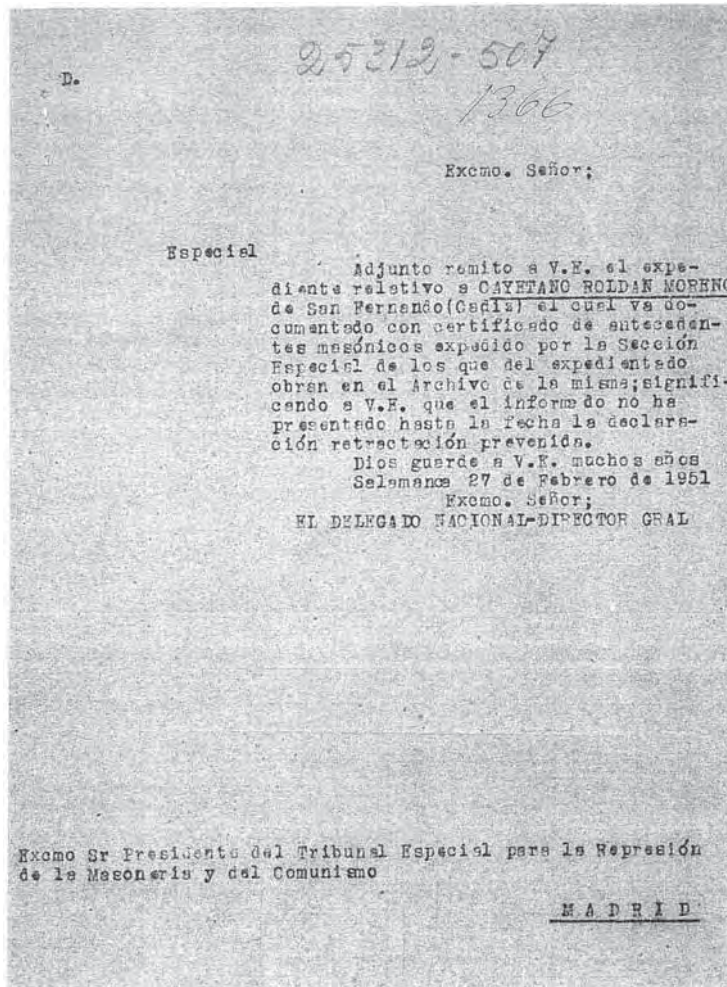 25312-507
1366
D.
Excmo. Señor;
Especial
Adjunto remito a V.E. el expe-
diente relativo a CAYETANO ROLDAN MORENO
de San Fernando(Cadiz) el cual va do-
cumentado con certificado de anteceden-
tes masónicos expedido por la Sección
Especial de los que del expedientado
obran en el Archivo de la misma;signifi-
cando a V.E. que el informado no ha
presentado hasta la fecha la declara-
ción retractación prevenida.
Dios guarde a V.E. muchos años
Salamanca 27 de Febrero de 1951
Excmo. Señor;
EL DELEGADO NACIONAL-DIRECTOR GRAL
Excmo Sr Presidente del Tribunal Especial para la Represión
de la Masoneria y del Comunismo
MADRID